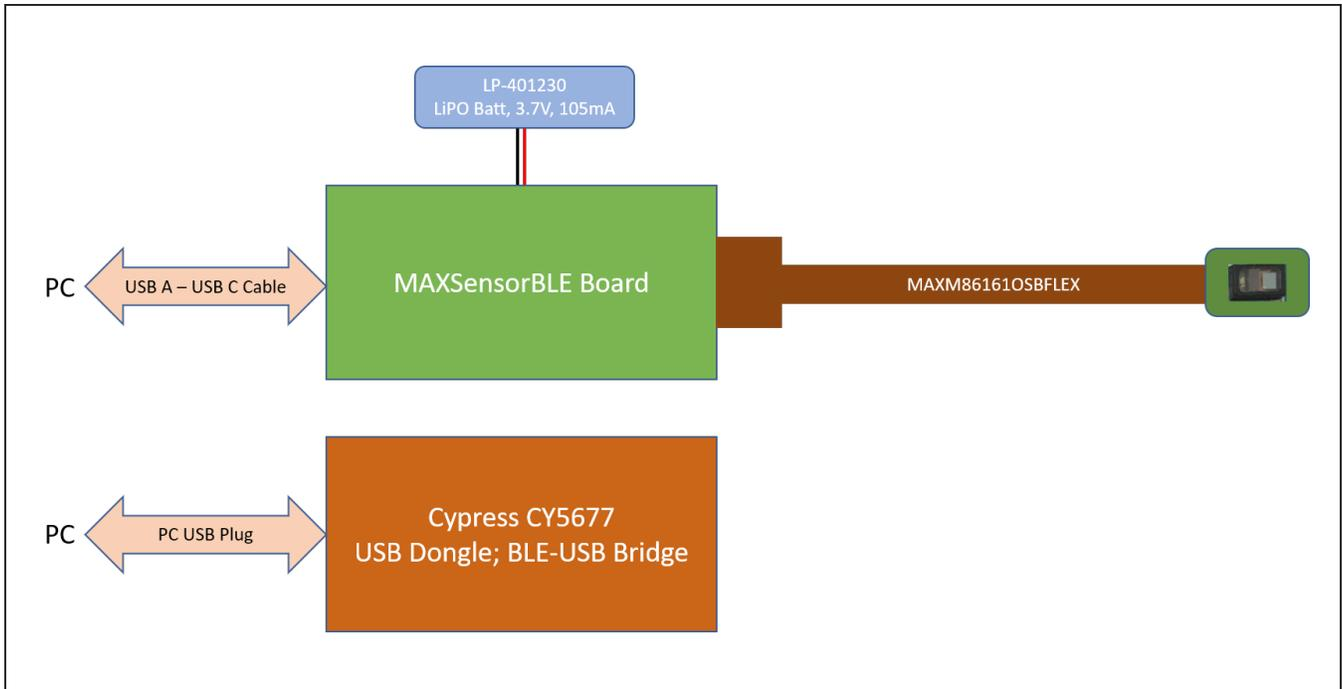 LP-401230
LiPO Batt, 3.7V, 105mA
PC
USB A – USB C Cable
MAXSensorBLE Board
MAXM86161OSBFLEX
PC
PC USB Plug
Cypress CY5677
USB Dongle; BLE-USB Bridge